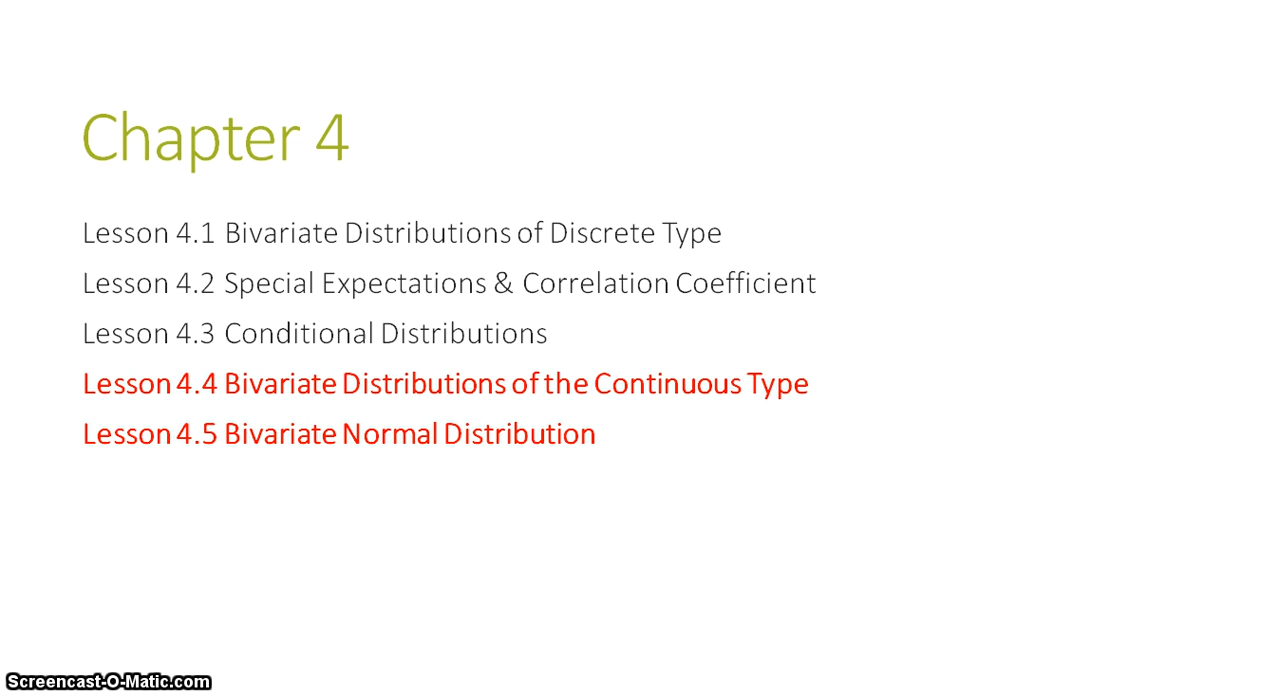 Chapter 4
Lesson 4.1 Bivariate Distributions of Discrete Type
Lesson 4.2 Special Expectations & Correlation Coefficient
Lesson 4.3 Conditional Distributions
Lesson 4.4 Bivariate Distributions of the Continuous Type
Lesson 4.5 Bivariate Normal Distribution
Screencast-O-Matic.com